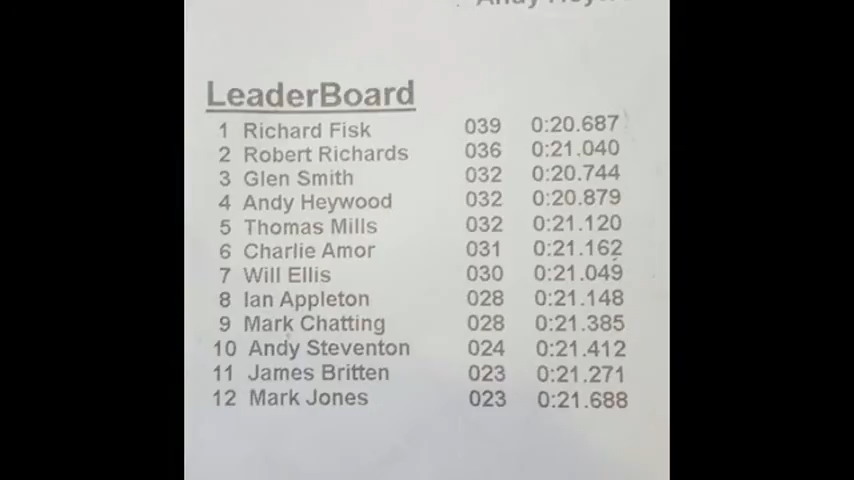 LeaderBoard
1 Richard Fisk 039 0:20.687
2 Robert Richards 036 0:21.040
3 Glen Smith 032 0:20.744
4 Andy Heywood 032 0:20.879
5 Thomas Mills 032 0:21.120
6 Charlie Amor 031 0:21.162
7 Will Ellis 030 0:21.049
8 Ian Appleton 028 0:21.148
9 Mark Chatting 028 0:21.385
10 Andy Steventon 024 0:21.412
11 James Britten 023 0:21.271
12 Mark Jones 023 0:21.688